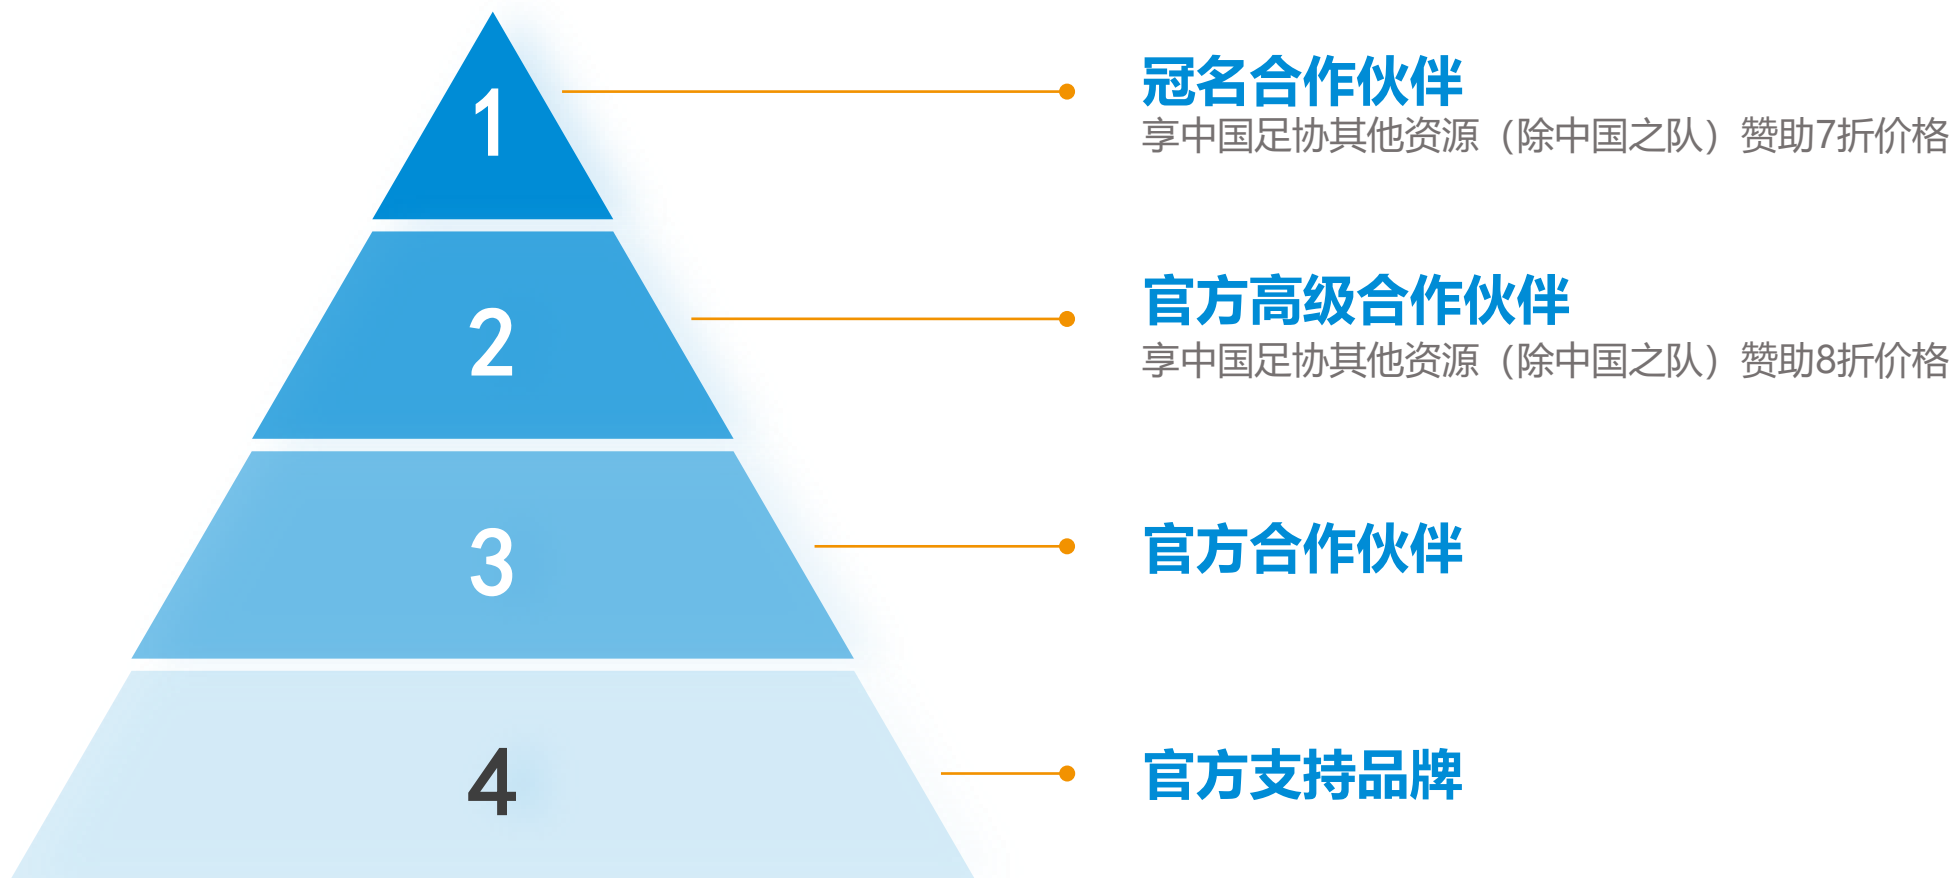 1
冠名合作伙伴
享中国足协其他资源（除中国之队）赞助7折价格
2
官方高级合作伙伴
享中国足协其他资源（除中国之队）赞助8折价格
3
官方合作伙伴
4
官方支持品牌